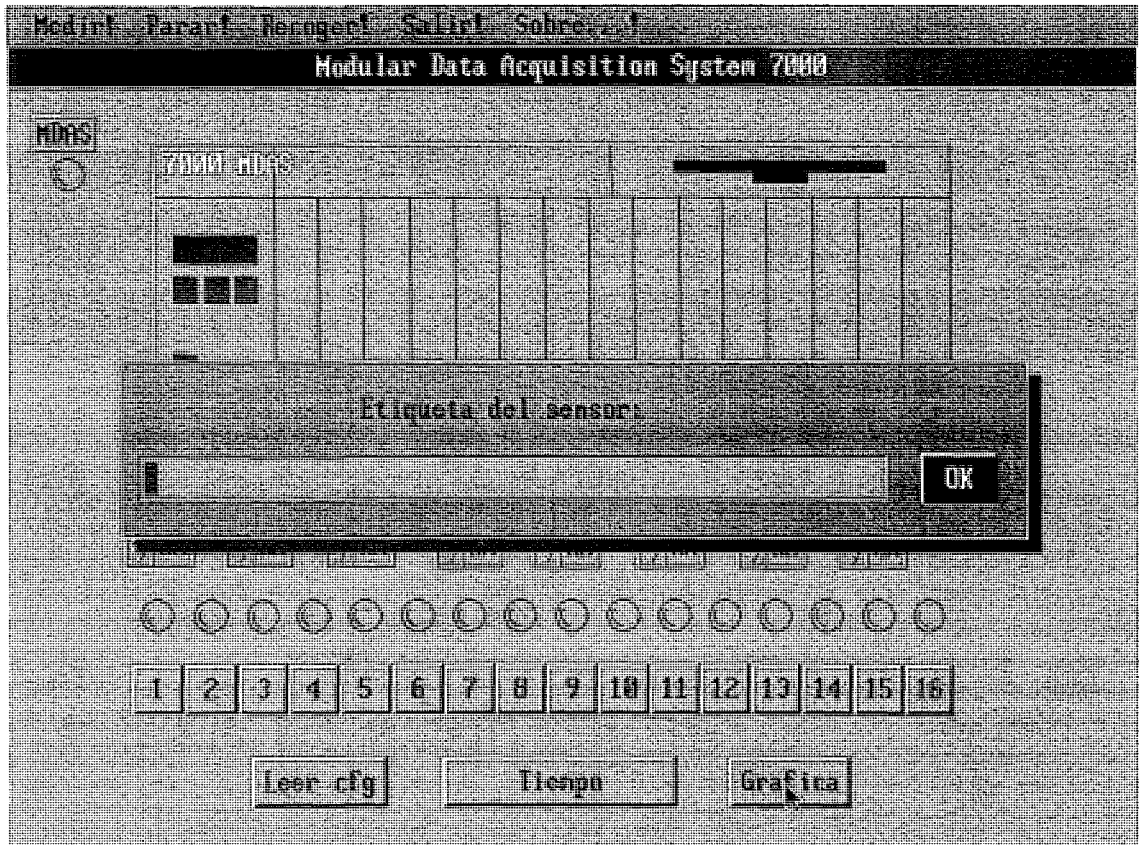 Medir! Parar! Recoger! Salir! Sobre...!
Modular Data Acquisition System 7000
MDAS
7000 MDAS
Etiqueta del sensor:
OK
1 2 3 4 5 6 7 8 9 10 11 12 13 14 15 16
Leer cfg Tiempo Grafica